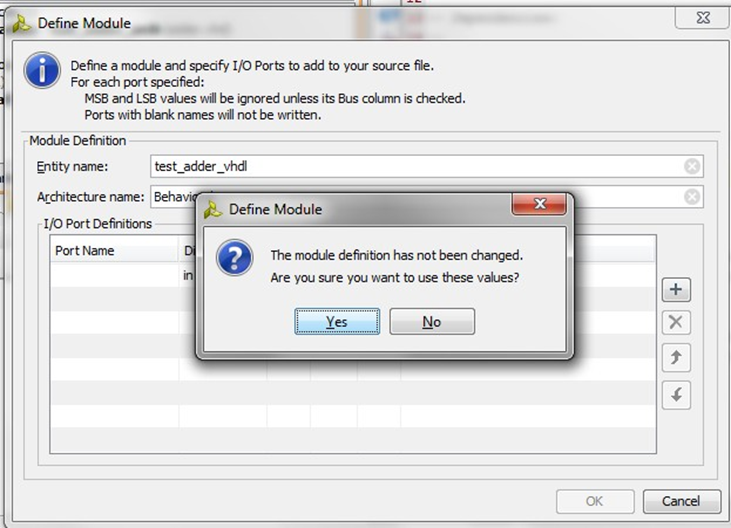 Define Module
Define a module and specify I/O Ports to add to your source file.
For each port specified:
MSB and LSB values will be ignored unless its Bus column is checked.
Ports with blank names will not be written.
Module Definition
Entity name: test_adder_vhdl
Architecture name:
I/O Port Definitions
Port Name
in
Define Module
The module definition has not been changed.
Are you sure you want to use these values?
Yes No
OK Cancel